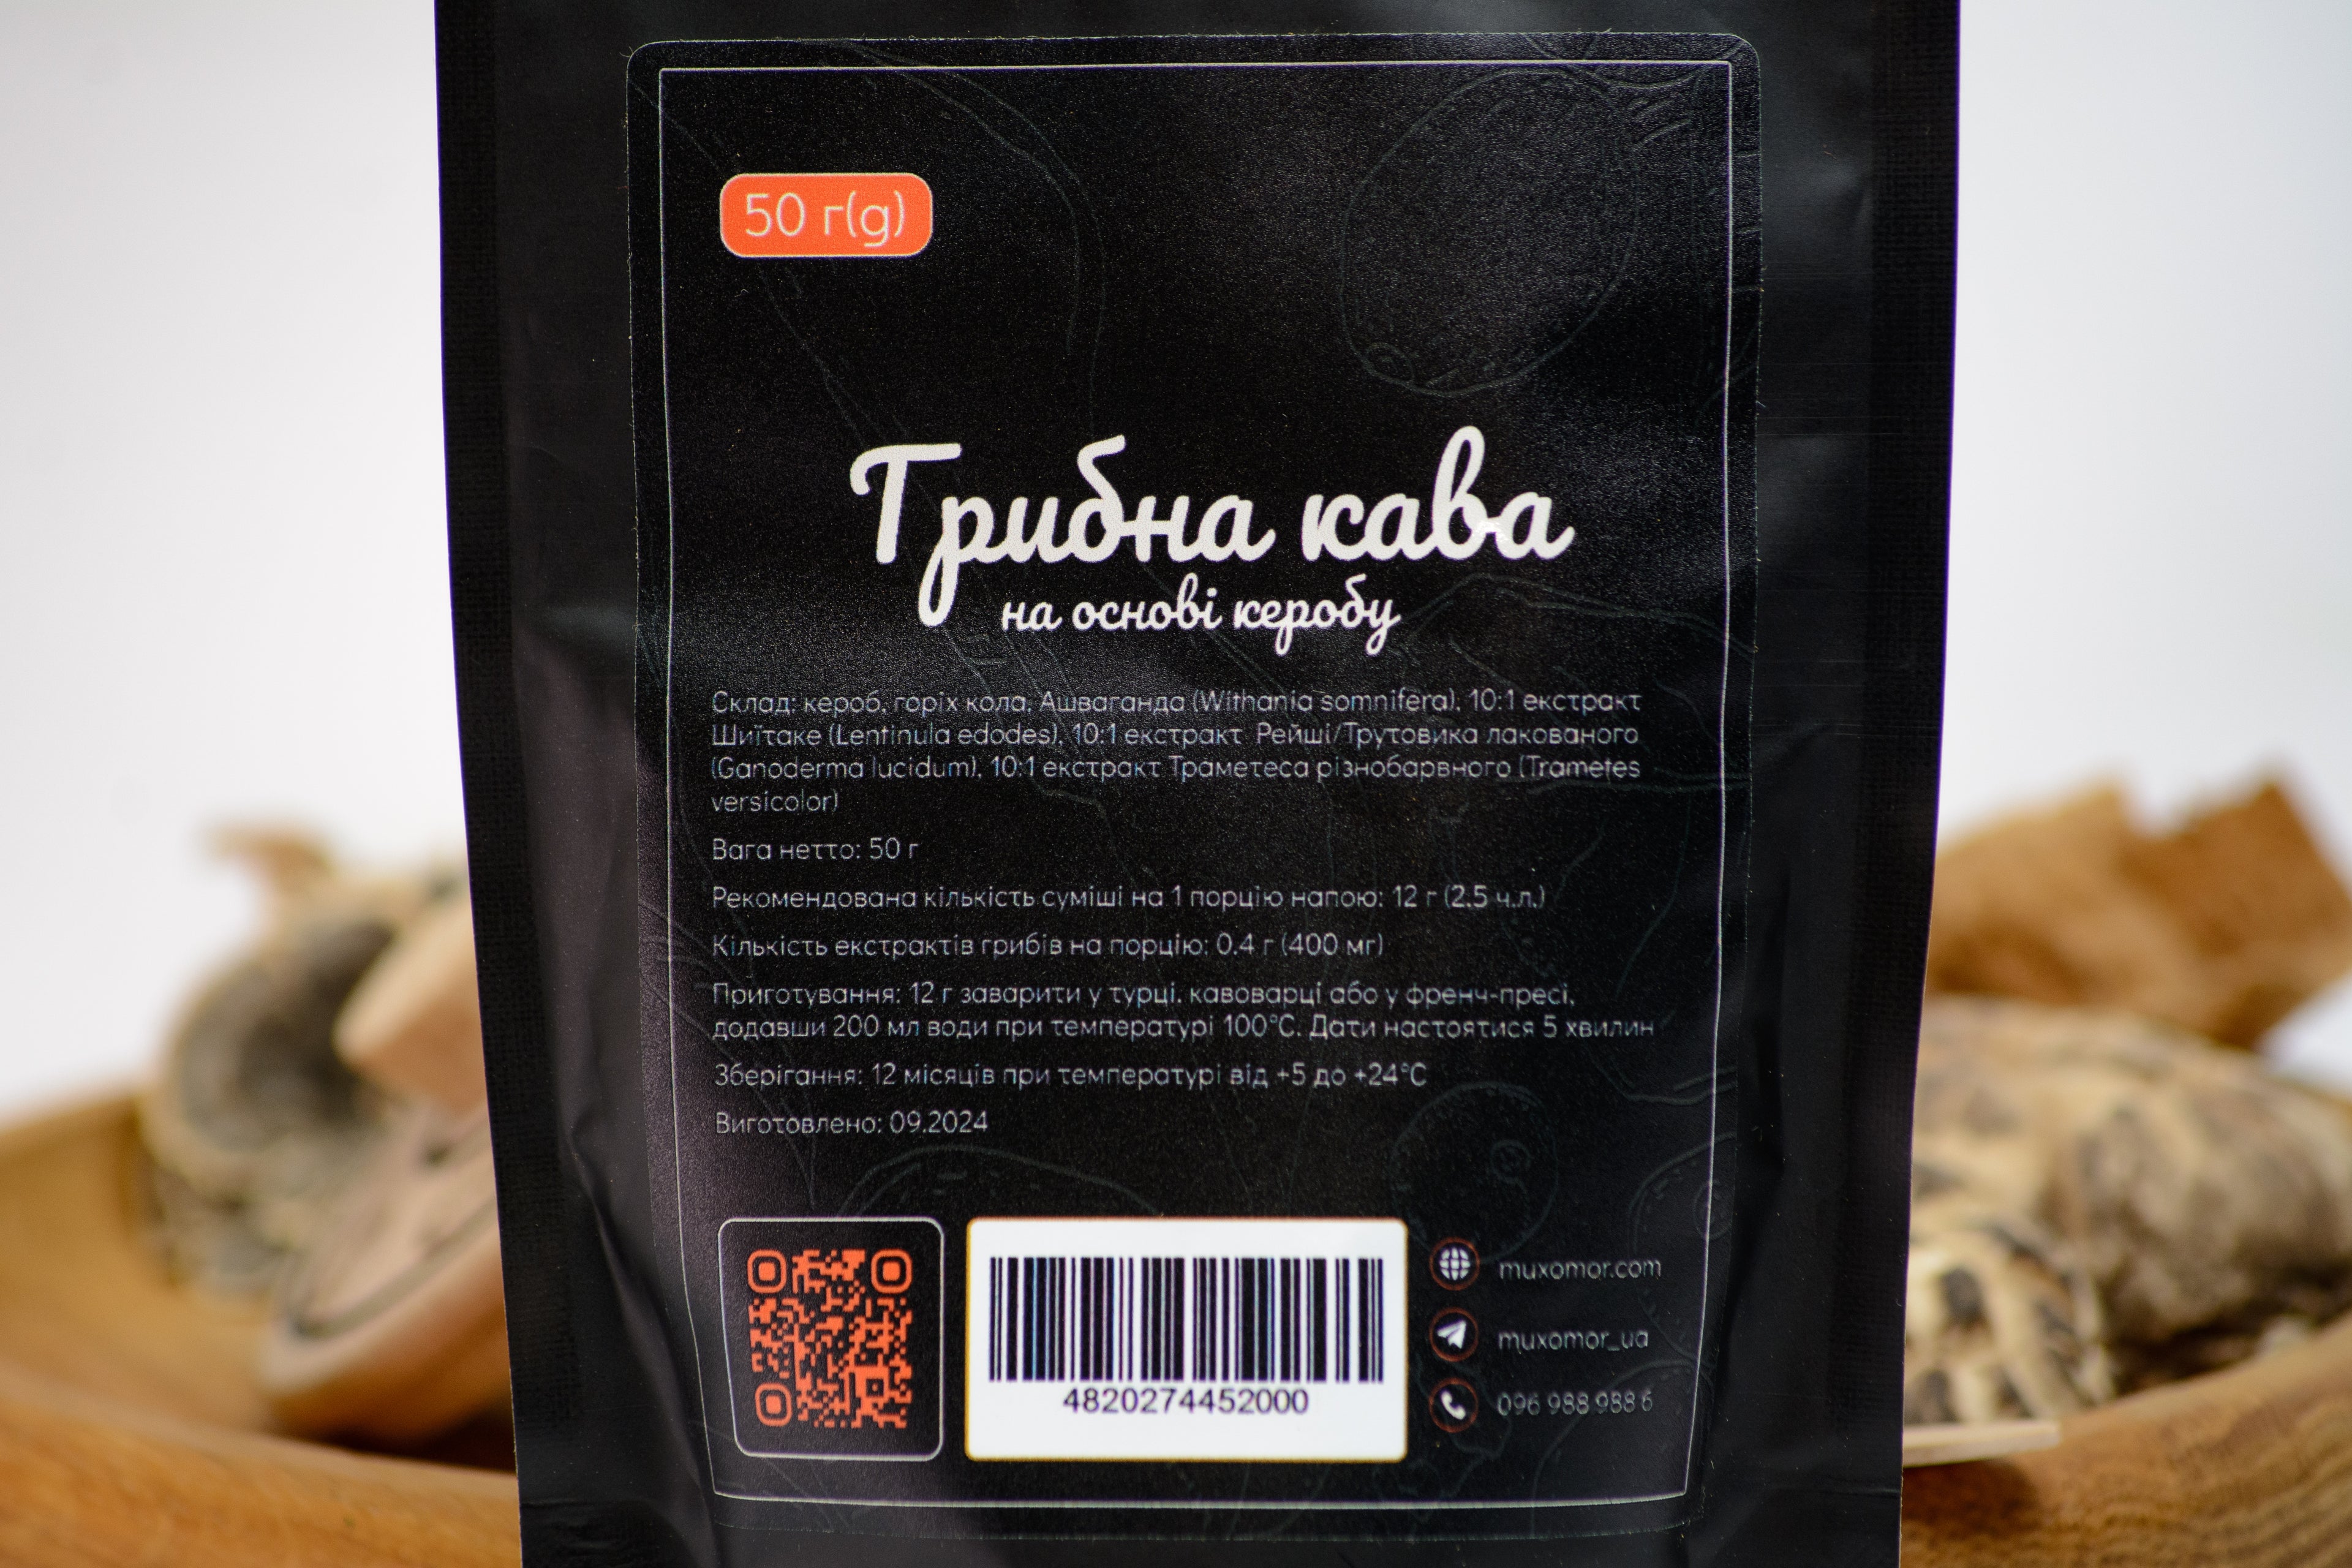 50 г(g)
Грибна кава
на основі керобу
Склад: кероб, горіх кола, Ашваганда (Withania somnifera), 10:1 екстракт
Шиїтаке (Lentinula edodes), 10:1 екстракт Рейші/Трутовика лакованого
(Ganoderma lucidum), 10:1 екстракт Траметеса різнобарвного (Trametes
versicolor)
Вага нетто: 50 г
Рекомендована кількість суміші на 1 порцію напою: 12 г (2.5 ч.л.)
Кількість екстрактів грибів на порцію: 0.4 г (400 мг)
Приготування: 12 г заварити у турці, кавоварці або у френч-пресі,
додавши 200 мл води при температурі 100°С. Дати настоятися 5 хвилин
Зберігання: 12 місяців при температурі від +5 до +24°С
Виготовлено: 09.2024
4820274452000
muxomor.com
muxomor_ua
096 988 988 6